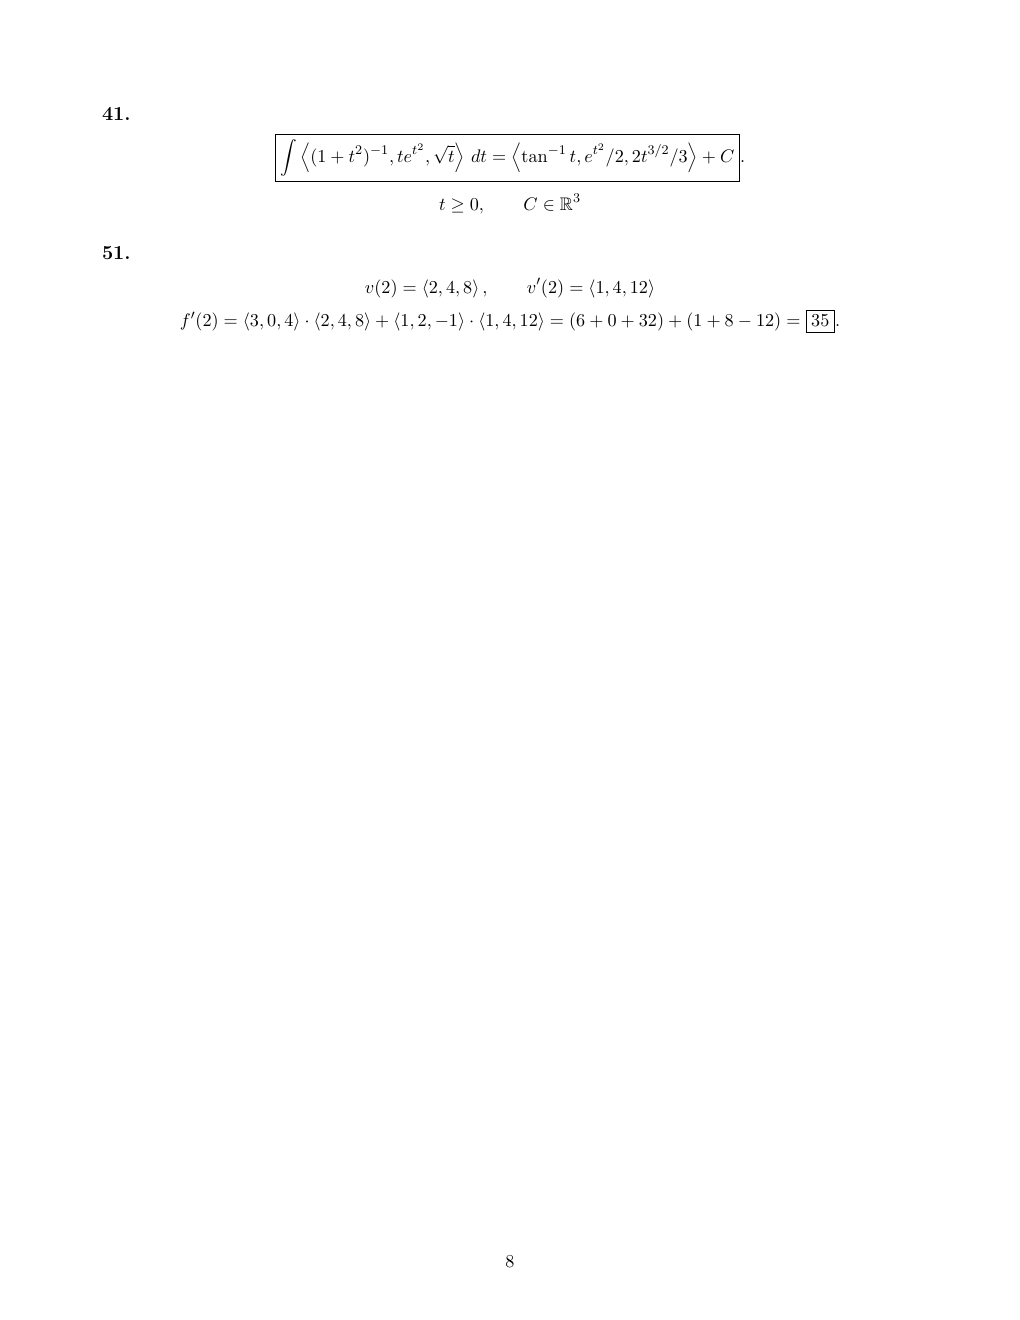 41.
∫ ⟨(1 + t²)⁻¹, te^{t²}, √t⟩ dt = ⟨tan⁻¹ t, e^{t²}/2, 2t^{3/2}/3⟩ + C.
t ≥ 0, C ∈ ℝ³
51.
v(2) = ⟨2, 4, 8⟩, v′(2) = ⟨1, 4, 12⟩
f′(2) = ⟨3, 0, 4⟩ · ⟨2, 4, 8⟩ + ⟨1, 2, −1⟩ · ⟨1, 4, 12⟩ = (6 + 0 + 32) + (1 + 8 − 12) = 35.
8